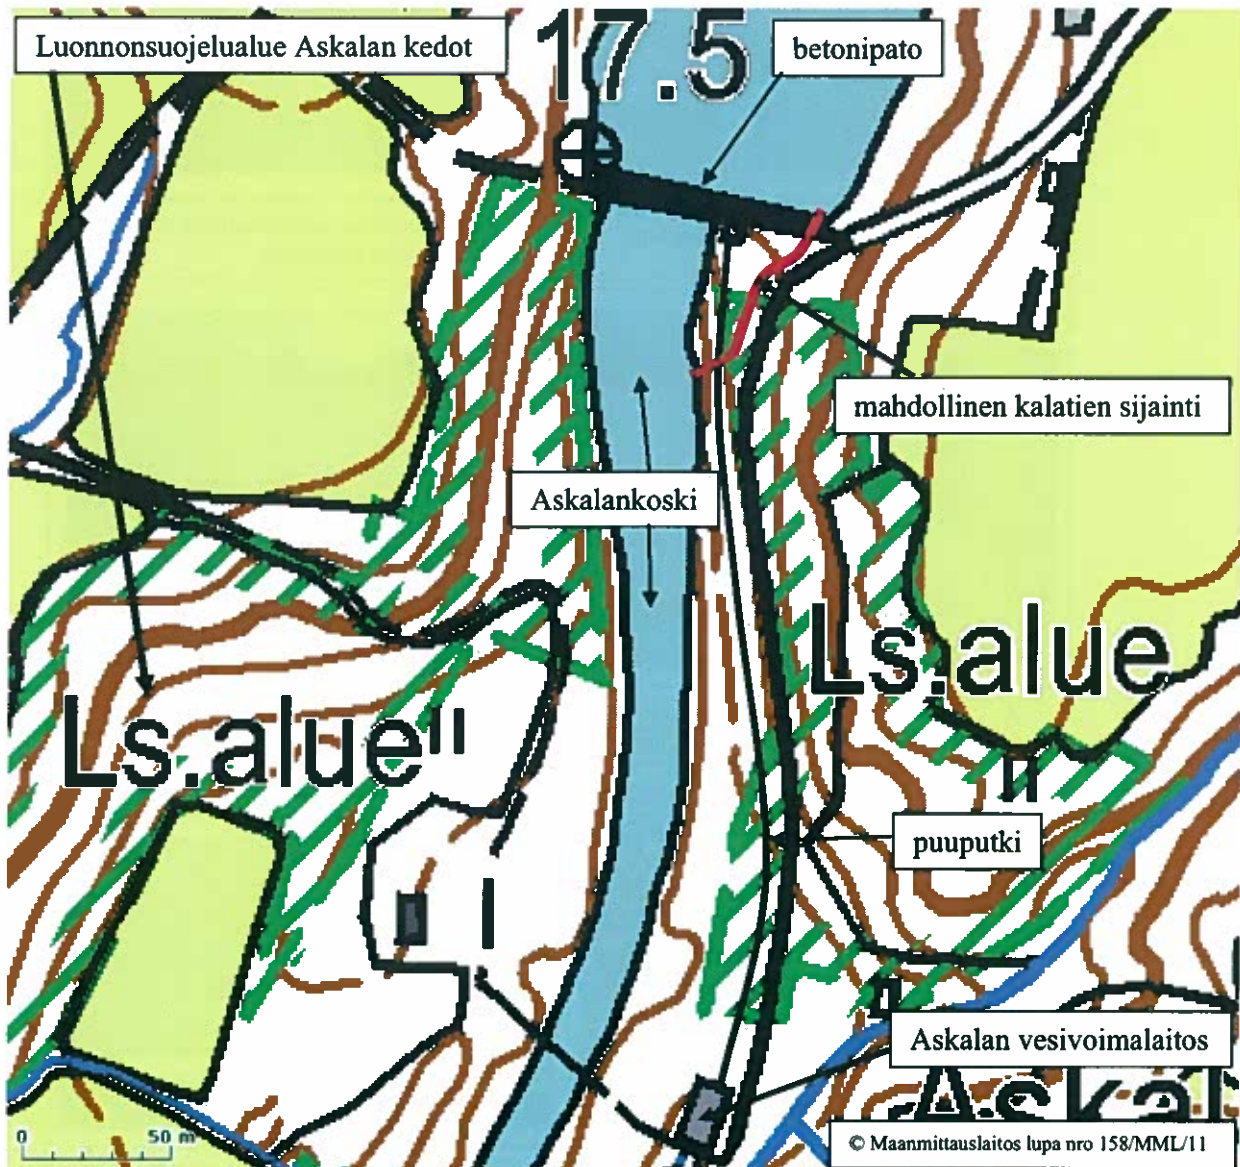 Luonnonsuojelualue Askalan kedot
17.5
betonipato
mahdollinen kalatien sijainti
Askalankoski
Ls.alue
Ls.alue
puuputki
Askalan vesivoimalaitos
© Maanmittauslaitos lupa nro 158/MML/11
0 50 m